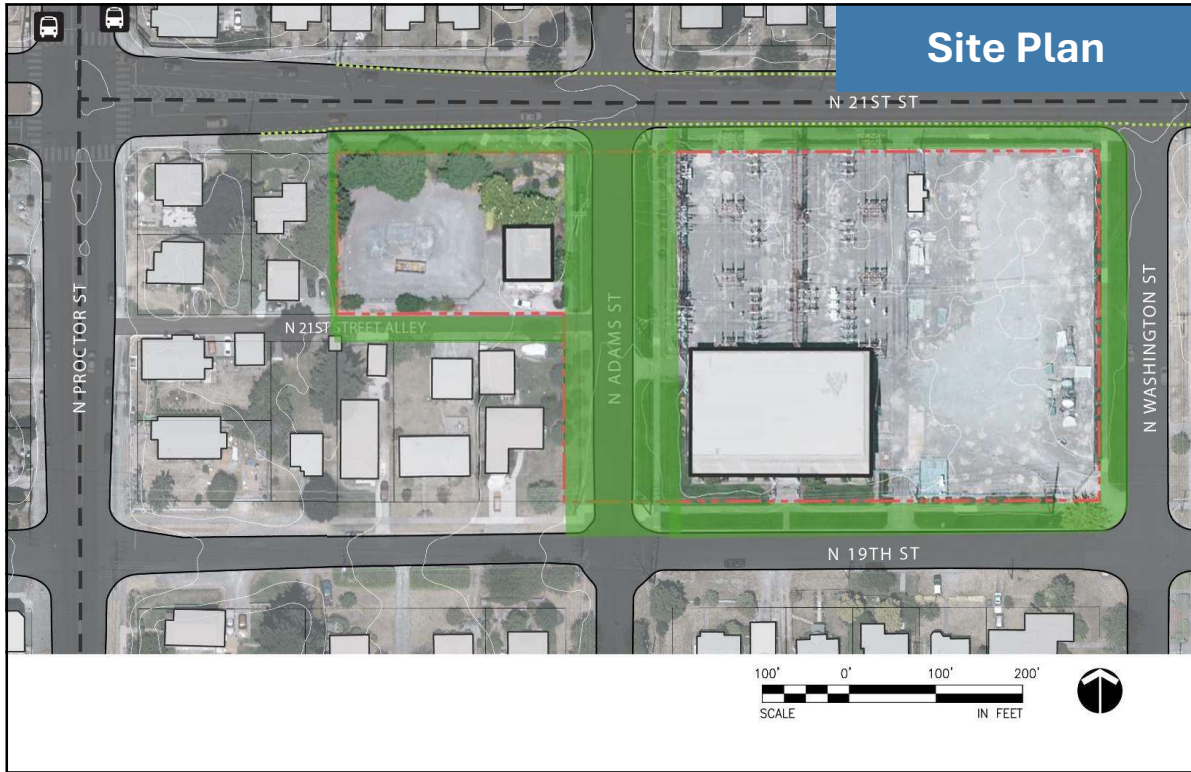 Site Plan
N 21ST ST
N PROCTOR ST
N 21ST STREET ALLEY
N ADAMS ST
N WASHINGTON ST
N 19TH ST
100' 0' 100' 200'
SCALE IN FEET